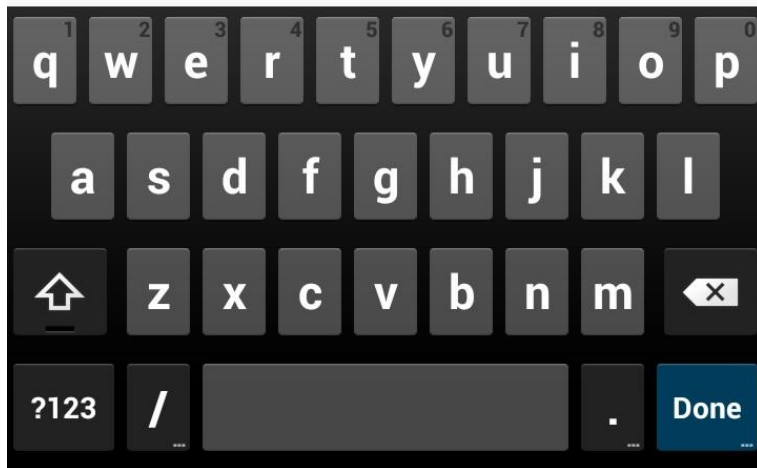 1 2 3 4 5 6 7 8 9 0
q w e r t y u i o p
a s d f g h j k l
z x c v b n m
?123 / . Done